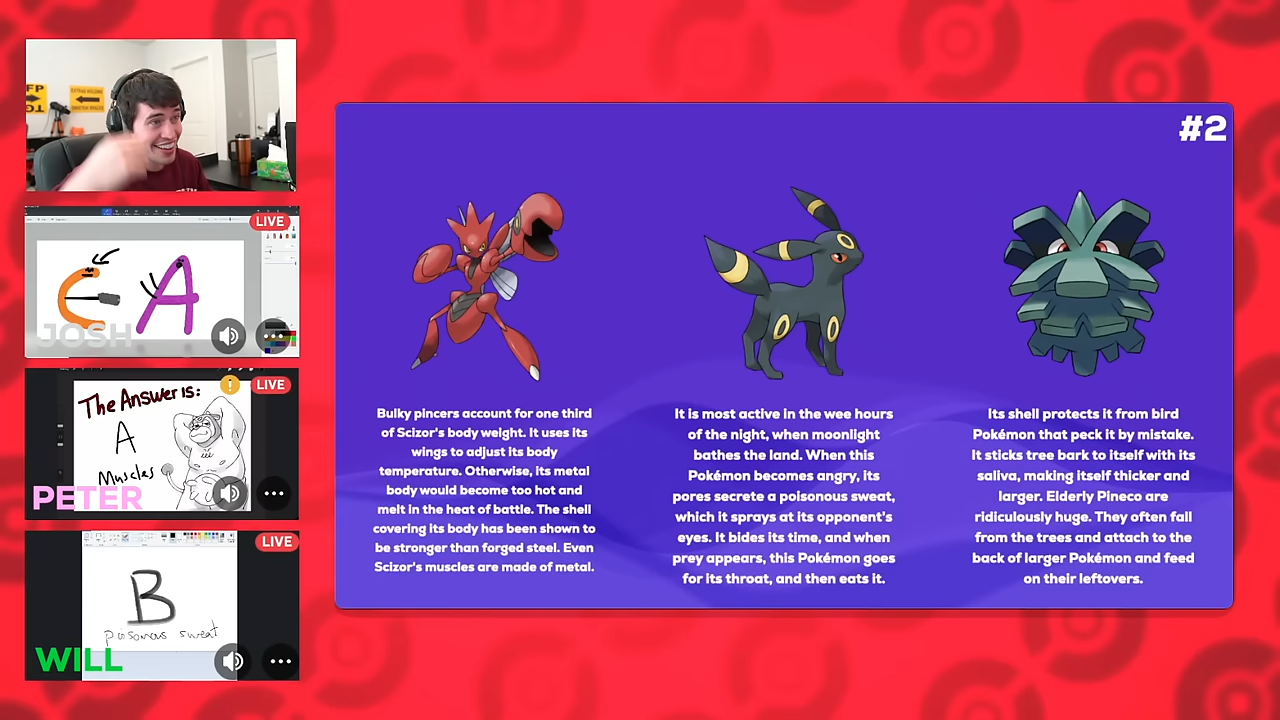 #2
LIVE
C A
JOSH
LIVE
The Answer is:
A
Muscles
PETER
LIVE
B
poisonous sweat
WILL
Bulky pincers account for one third
of Scizor's body weight. It uses its
wings to adjust its body
temperature. Otherwise, its metal
body would become too hot and
melt in the heat of battle. The shell
covering its body has been shown to
be stronger than forged steel. Even
Scizor's muscles are made of metal.
It is most active in the wee hours
of the night, when moonlight
bathes the land. When this
Pokémon becomes angry, its
pores secrete a poisonous sweat,
which it sprays at its opponent's
eyes. It bides its time, and when
prey appears, this Pokémon goes
for its throat, and then eats it.
Its shell protects it from bird
Pokémon that peck it by mistake.
It sticks tree bark to itself with its
saliva, making itself thicker and
larger. Elderly Pineco are
ridiculously huge. They often fall
from the trees and attach to the
back of larger Pokémon and feed
on their leftovers.